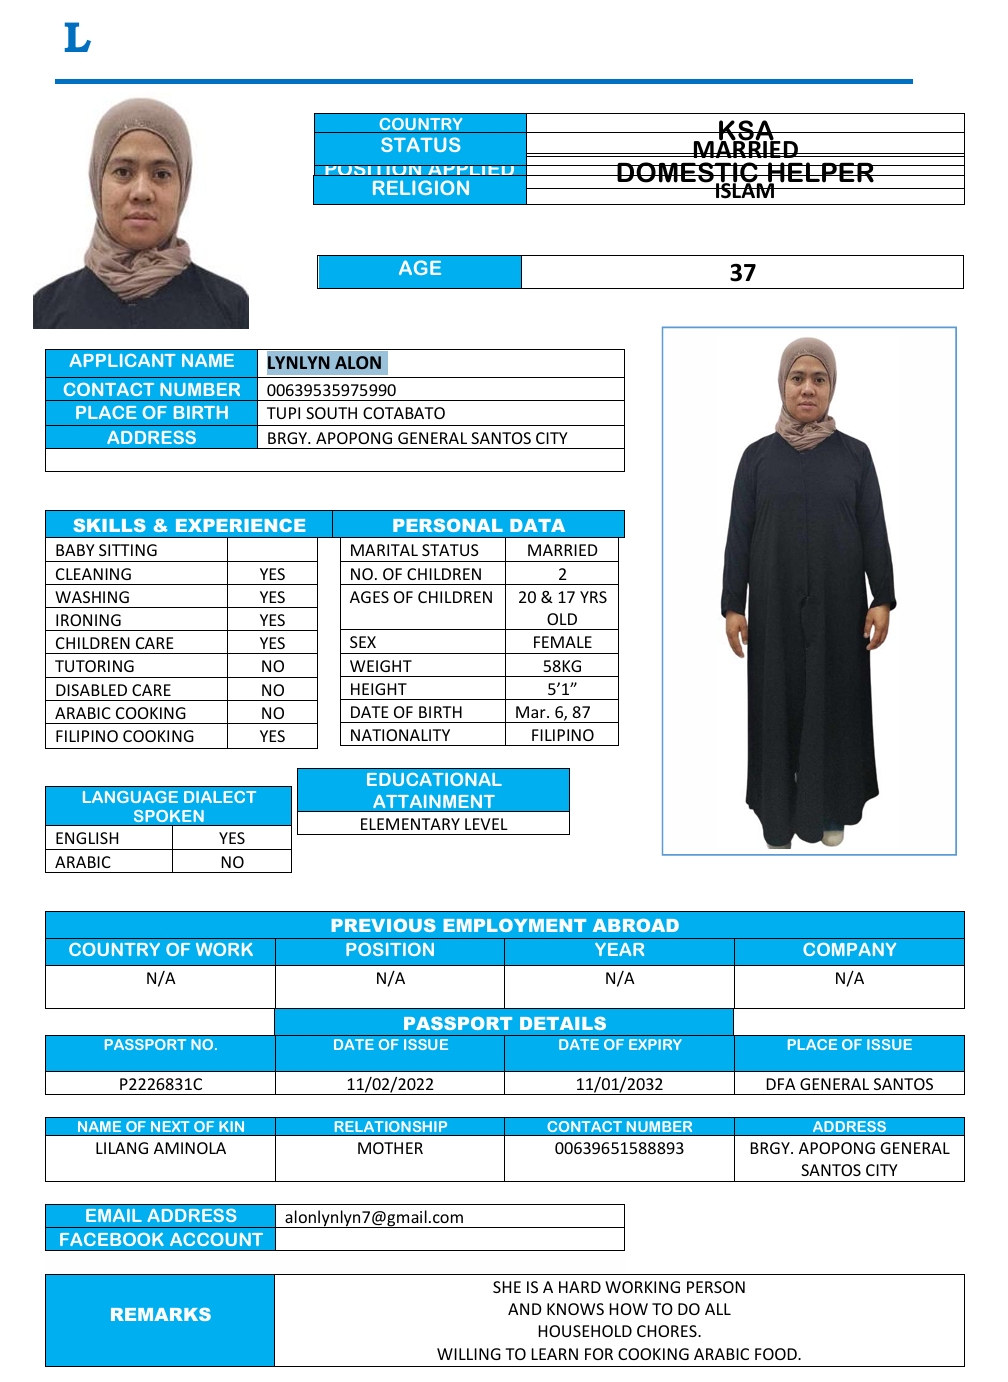 L
COUNTRY KSA
STATUS MARRIED
POSITION APPLIED DOMESTIC HELPER
RELIGION ISLAM
AGE 37
APPLICANT NAME LYNLYN ALON
CONTACT NUMBER 00639535975990
PLACE OF BIRTH TUPI SOUTH COTABATO
ADDRESS BRGY. APOPONG GENERAL SANTOS CITY
SKILLS & EXPERIENCE
BABY SITTING
CLEANING YES
WASHING YES
IRONING YES
CHILDREN CARE YES
TUTORING NO
DISABLED CARE NO
ARABIC COOKING NO
FILIPINO COOKING YES
PERSONAL DATA
MARITAL STATUS MARRIED
NO. OF CHILDREN 2
AGES OF CHILDREN 20 & 17 YRS
OLD
SEX FEMALE
WEIGHT 58KG
HEIGHT 5’1”
DATE OF BIRTH Mar. 6, 87
NATIONALITY FILIPINO
LANGUAGE DIALECT
SPOKEN
ENGLISH YES
ARABIC NO
EDUCATIONAL
ATTAINMENT
ELEMENTARY LEVEL
PREVIOUS EMPLOYMENT ABROAD
COUNTRY OF WORK POSITION YEAR COMPANY
N/A N/A N/A N/A
PASSPORT DETAILS
PASSPORT NO. DATE OF ISSUE DATE OF EXPIRY PLACE OF ISSUE
P2226831C 11/02/2022 11/01/2032 DFA GENERAL SANTOS
NAME OF NEXT OF KIN RELATIONSHIP CONTACT NUMBER ADDRESS
LILANG AMINOLA MOTHER 00639651588893 BRGY. APOPONG GENERAL
SANTOS CITY
EMAIL ADDRESS alonlynlyn7@gmail.com
FACEBOOK ACCOUNT
REMARKS
SHE IS A HARD WORKING PERSON
AND KNOWS HOW TO DO ALL
HOUSEHOLD CHORES.
WILLING TO LEARN FOR COOKING ARABIC FOOD.